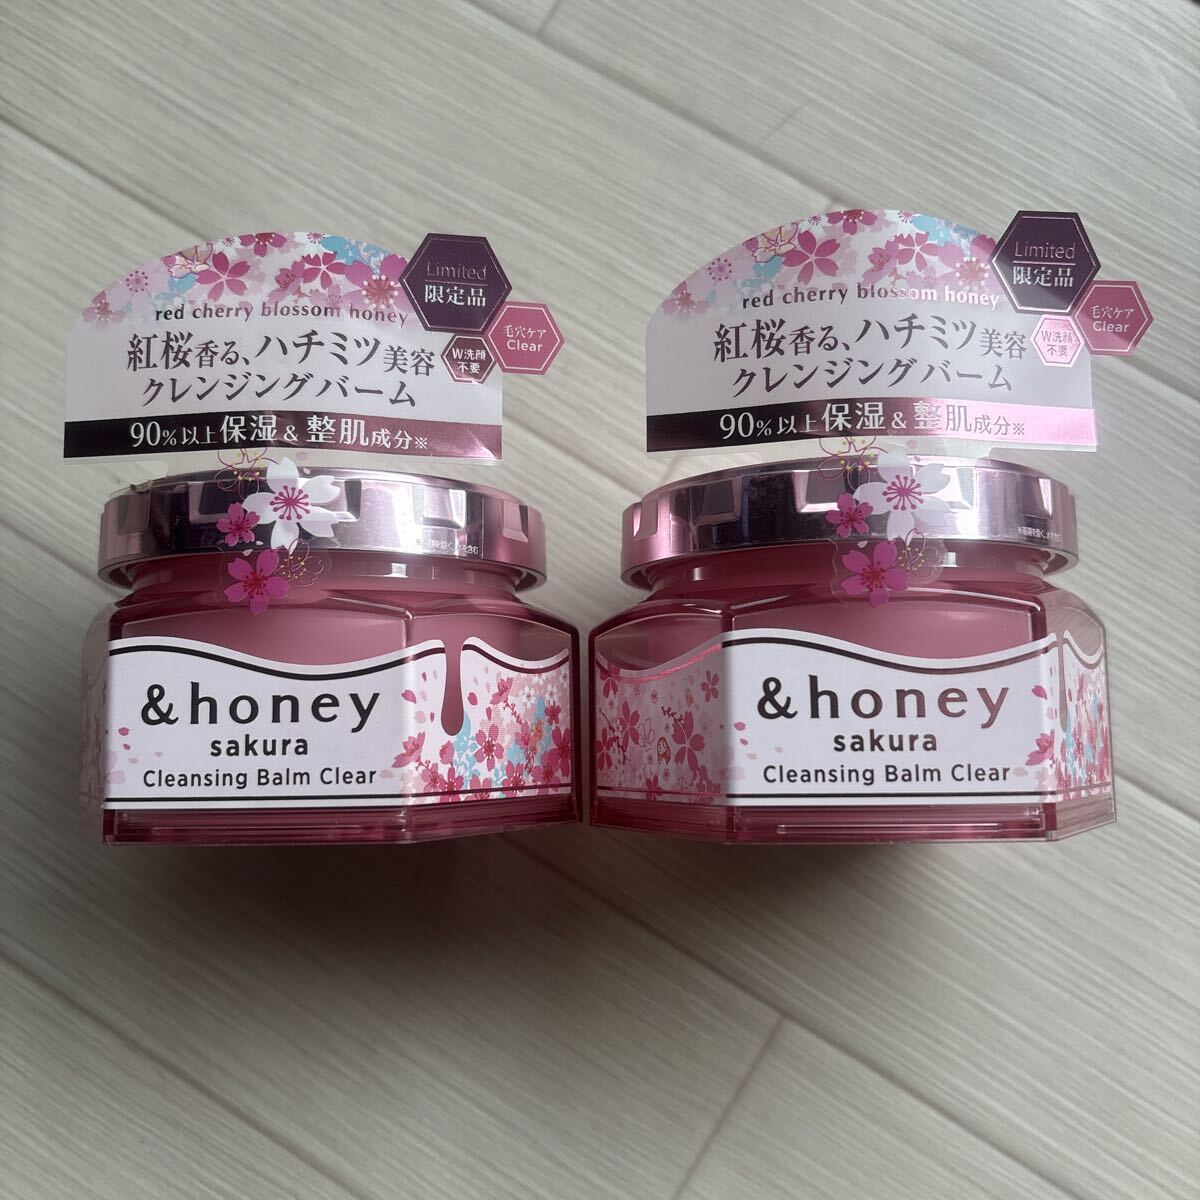 Limited
限定品
毛穴ケア
Clear
W洗顔
不要
red cherry blossom honey
紅桜香る、ハチミツ美容
クレンジングバーム
90%以上保湿&整肌成分※
&honey
sakura
Cleansing Balm Clear
Limited
限定品
毛穴ケア
Clear
W洗顔
不要
red cherry blossom honey
紅桜香る、ハチミツ美容
クレンジングバーム
90%以上保湿&整肌成分※
&honey
sakura
Cleansing Balm Clear